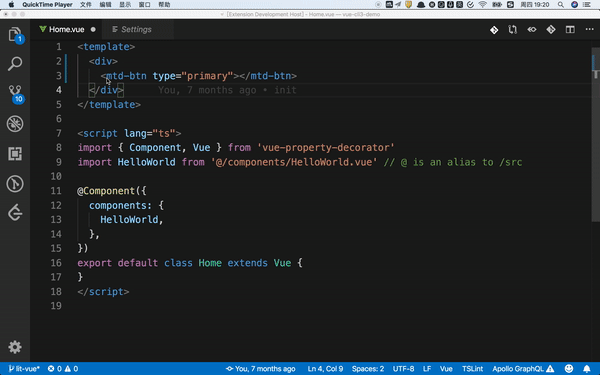 QuickTime Player 文件 编辑 显示 窗口 帮助 周四 19:20
[Extension Development Host] - Home.vue — vue-cli3-demo
Home.vue Settings
1 <template>
2 <div>
3 <mtd-btn type="primary"></mtd-btn>
4 </div> You, 7 months ago • init
5 </template>
6
7 <script lang="ts">
8 import { Component, Vue } from 'vue-property-decorator'
9 import HelloWorld from '@/components/HelloWorld.vue' // @ is an alias to /src
10
11 @Component({
12 components: {
13 HelloWorld,
14 },
15 })
16 export default class Home extends Vue {
17 }
18 </script>
19
1
10
lit-vue* 0 0 You, 7 months ago Ln 4, Col 9 Spaces: 2 UTF-8 LF Vue TSLint Apollo GraphQL